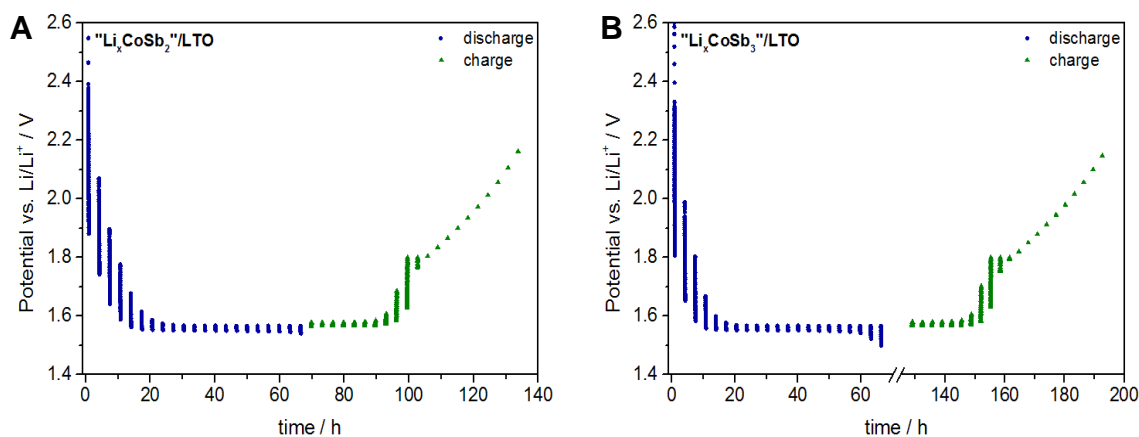 A
"LiₓCoSb₂"/LTO
discharge
charge
Potential vs. Li/Li⁺ / V
2.6
2.4
2.2
2.0
1.8
1.6
1.4
0 20 40 60 80 100 120 140
time / h
B
"LiₓCoSb₃"/LTO
discharge
charge
Potential vs. Li/Li⁺ / V
2.6
2.4
2.2
2.0
1.8
1.6
1.4
0 20 40 60 140 160 180 200
time / h